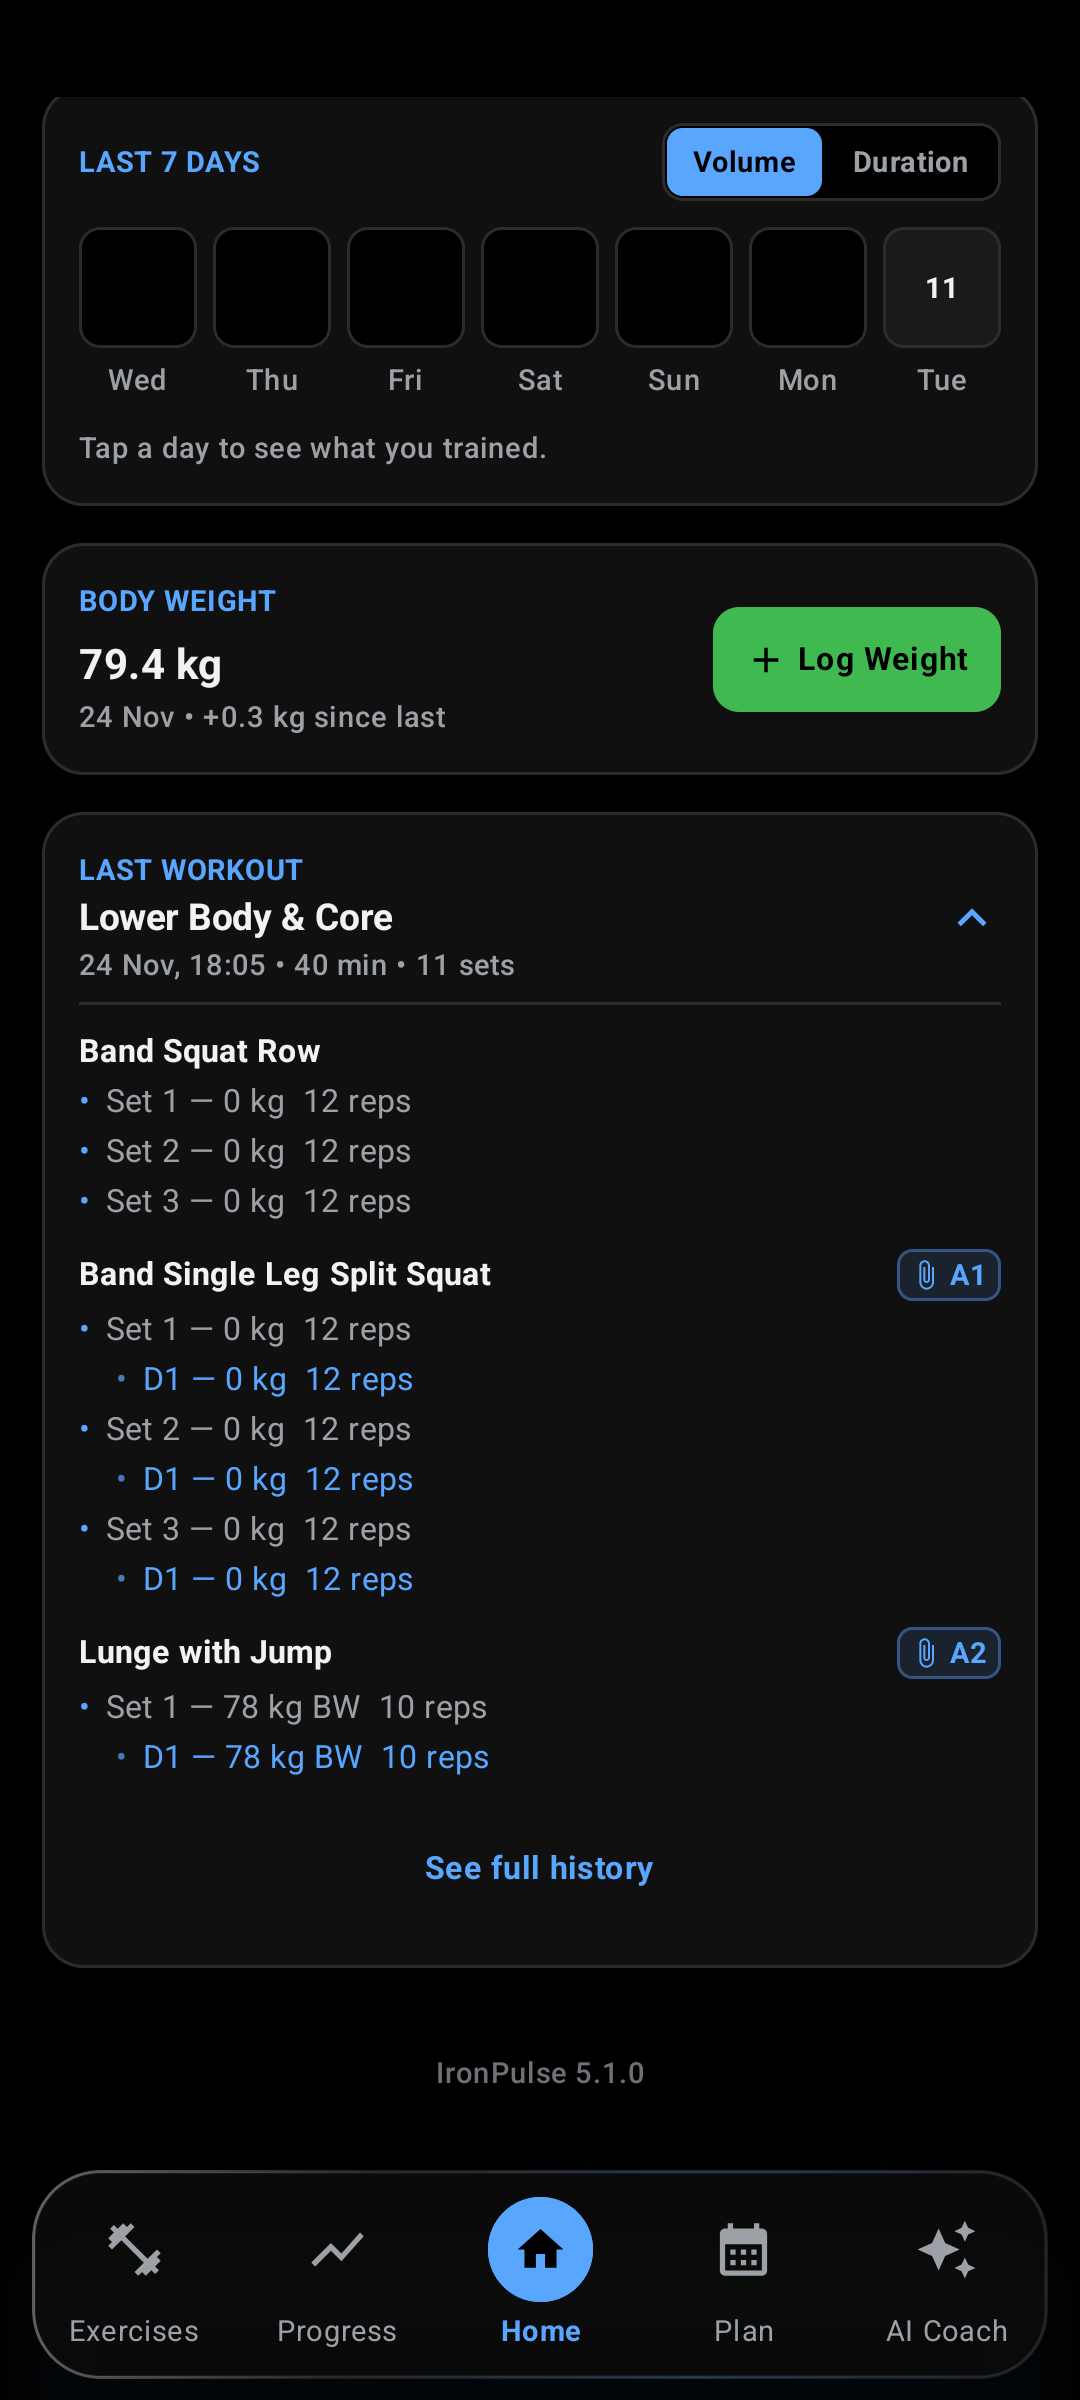 LAST 7 DAYS
Volume Duration
11
Wed Thu Fri Sat Sun Mon Tue
Tap a day to see what you trained.
BODY WEIGHT
79.4 kg
24 Nov • +0.3 kg since last
+ Log Weight
LAST WORKOUT
Lower Body & Core
24 Nov, 18:05 • 40 min • 11 sets
Band Squat Row
• Set 1 — 0 kg 12 reps
• Set 2 — 0 kg 12 reps
• Set 3 — 0 kg 12 reps
Band Single Leg Split Squat A1
• Set 1 — 0 kg 12 reps
• D1 — 0 kg 12 reps
• Set 2 — 0 kg 12 reps
• D1 — 0 kg 12 reps
• Set 3 — 0 kg 12 reps
• D1 — 0 kg 12 reps
Lunge with Jump A2
• Set 1 — 78 kg BW 10 reps
• D1 — 78 kg BW 10 reps
See full history
IronPulse 5.1.0
Exercises Progress Home Plan AI Coach